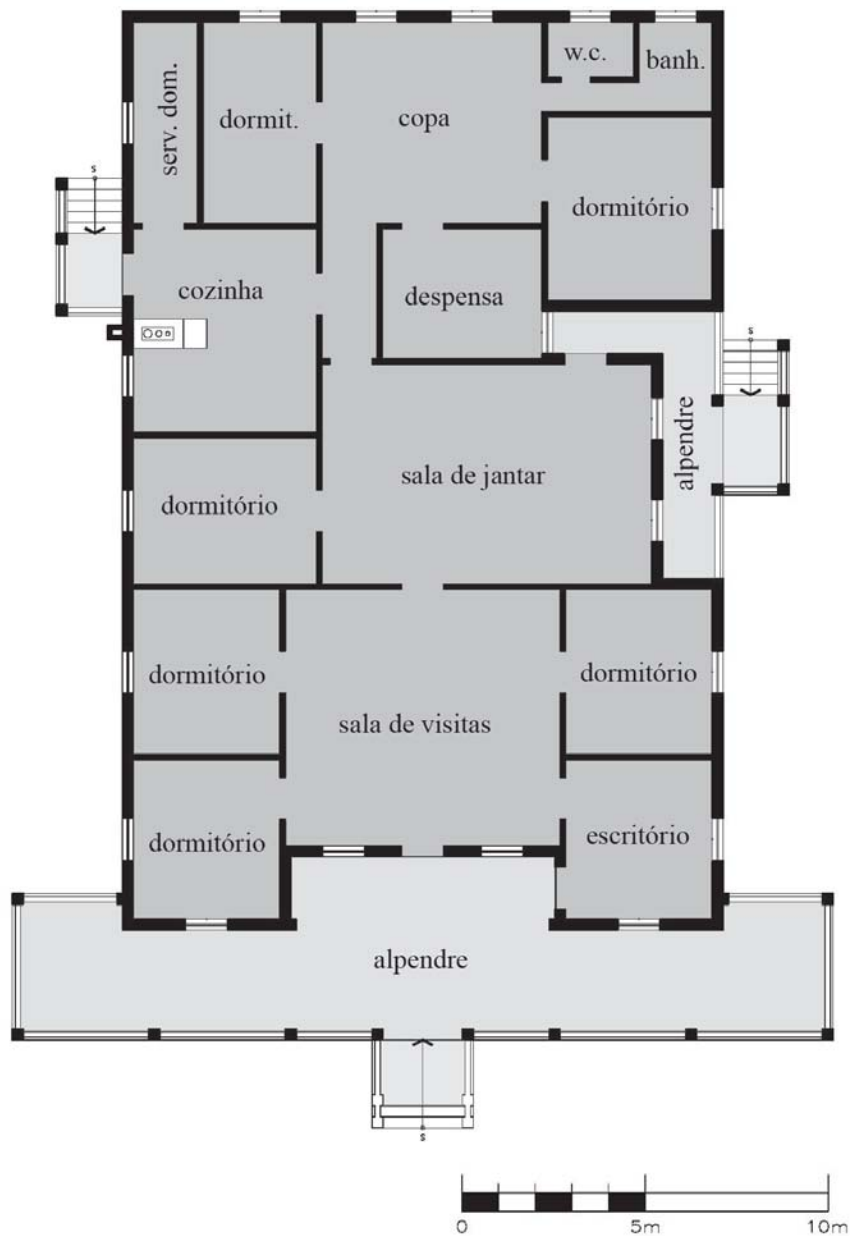 w.c.
banh.
serv. dom.
dormit.
copa
s
dormitório
cozinha
despensa
s
alpendre
sala de jantar
dormitório
dormitório
dormitório
sala de visitas
dormitório
escritório
alpendre
s
0 5m 10m